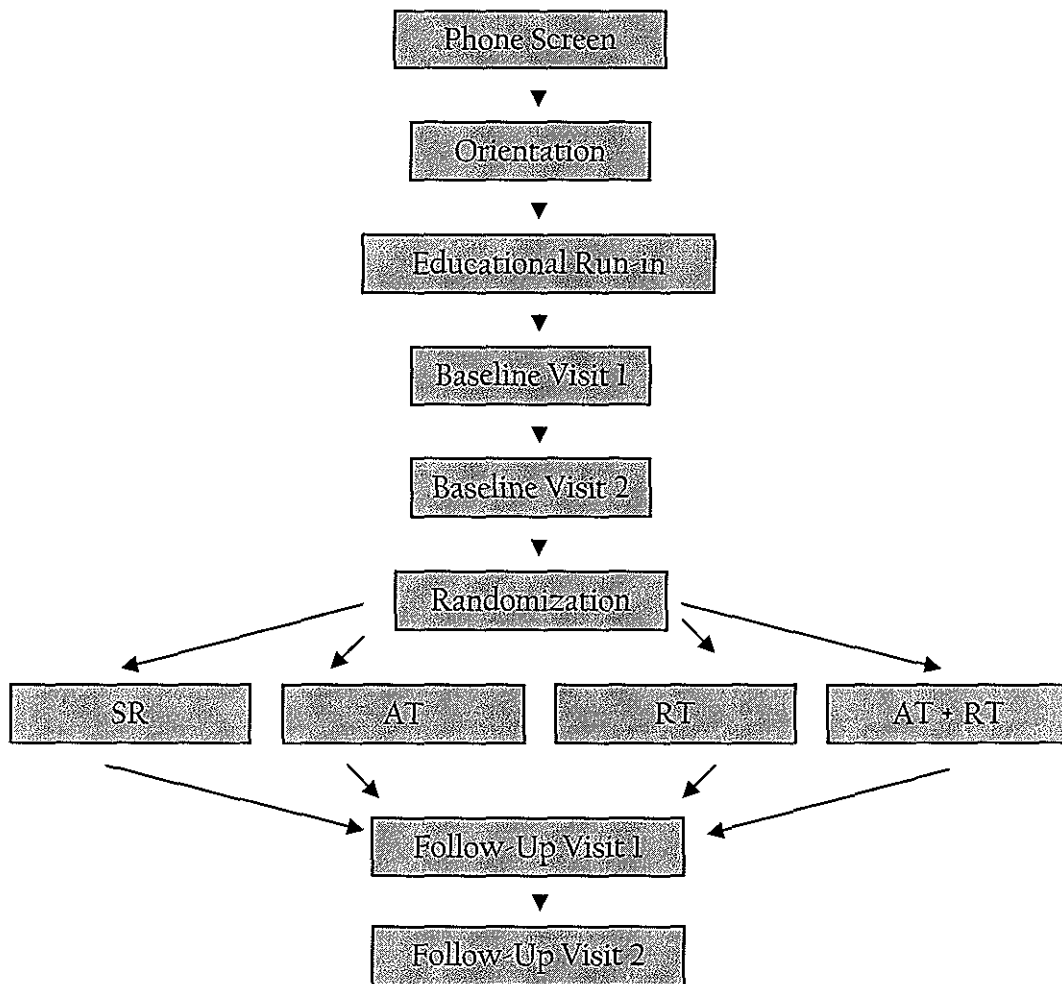 Phone Screen
Orientation
Educational Run-in
Baseline Visit 1
Baseline Visit 2
Randomization
SR
AT
RT
AT + RT
Follow-Up Visit 1
Follow-Up Visit 2